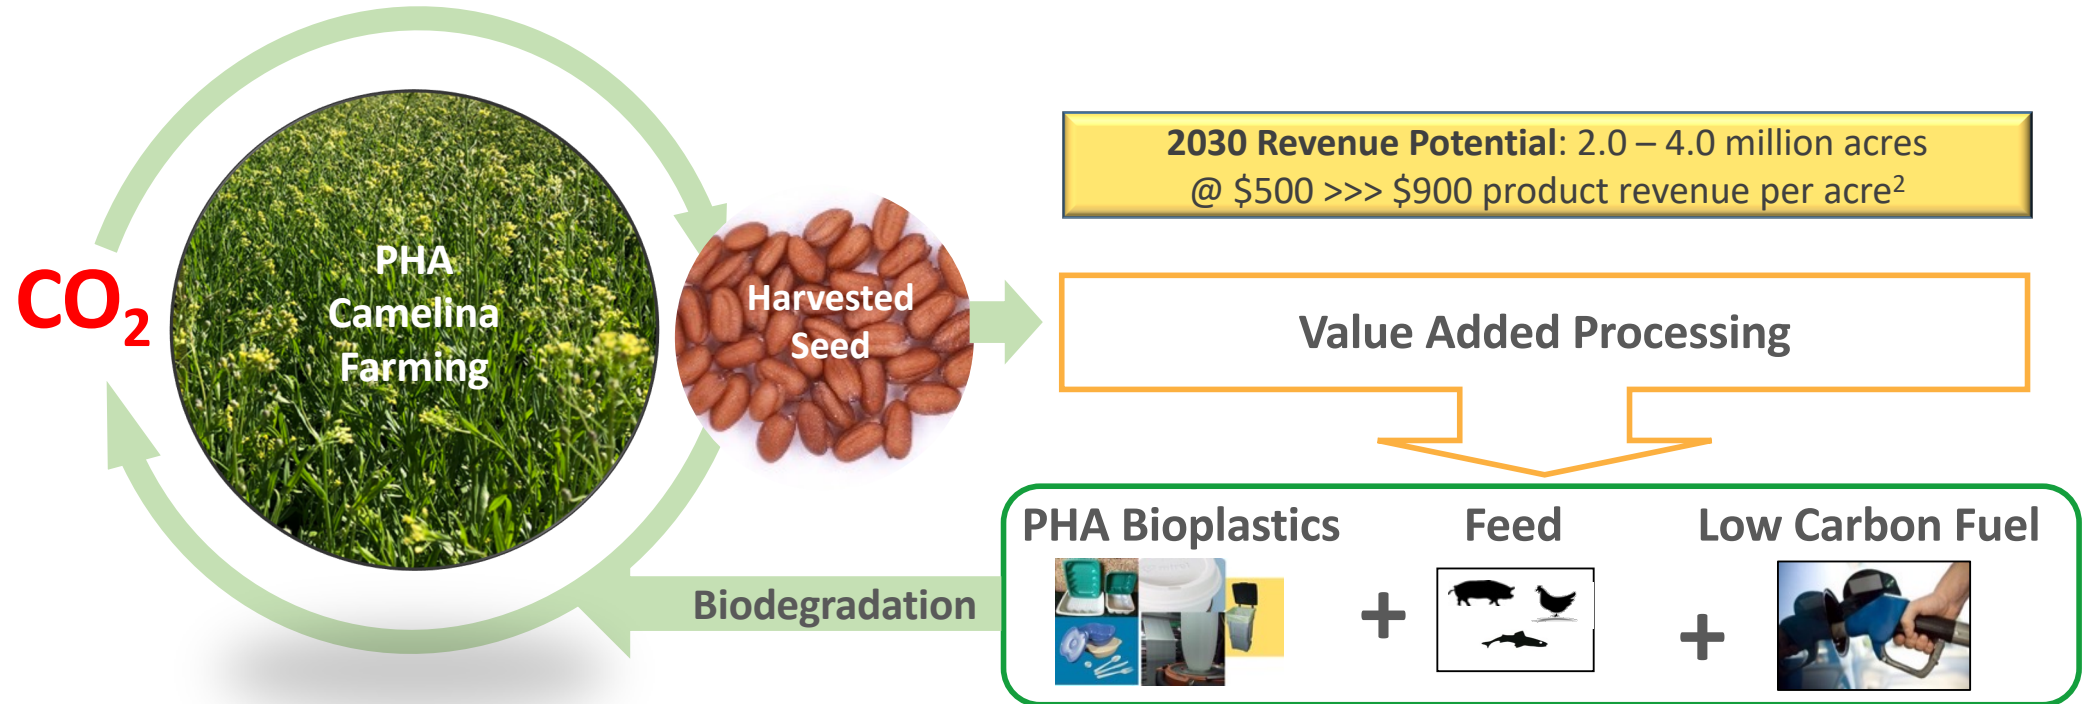 CO₂
PHA
Camelina
Farming
Harvested
Seed
2030 Revenue Potential: 2.0 – 4.0 million acres
@ $500 >>> $900 product revenue per acre²
Value Added Processing
PHA Bioplastics
Feed
Low Carbon Fuel
+
+
Biodegradation